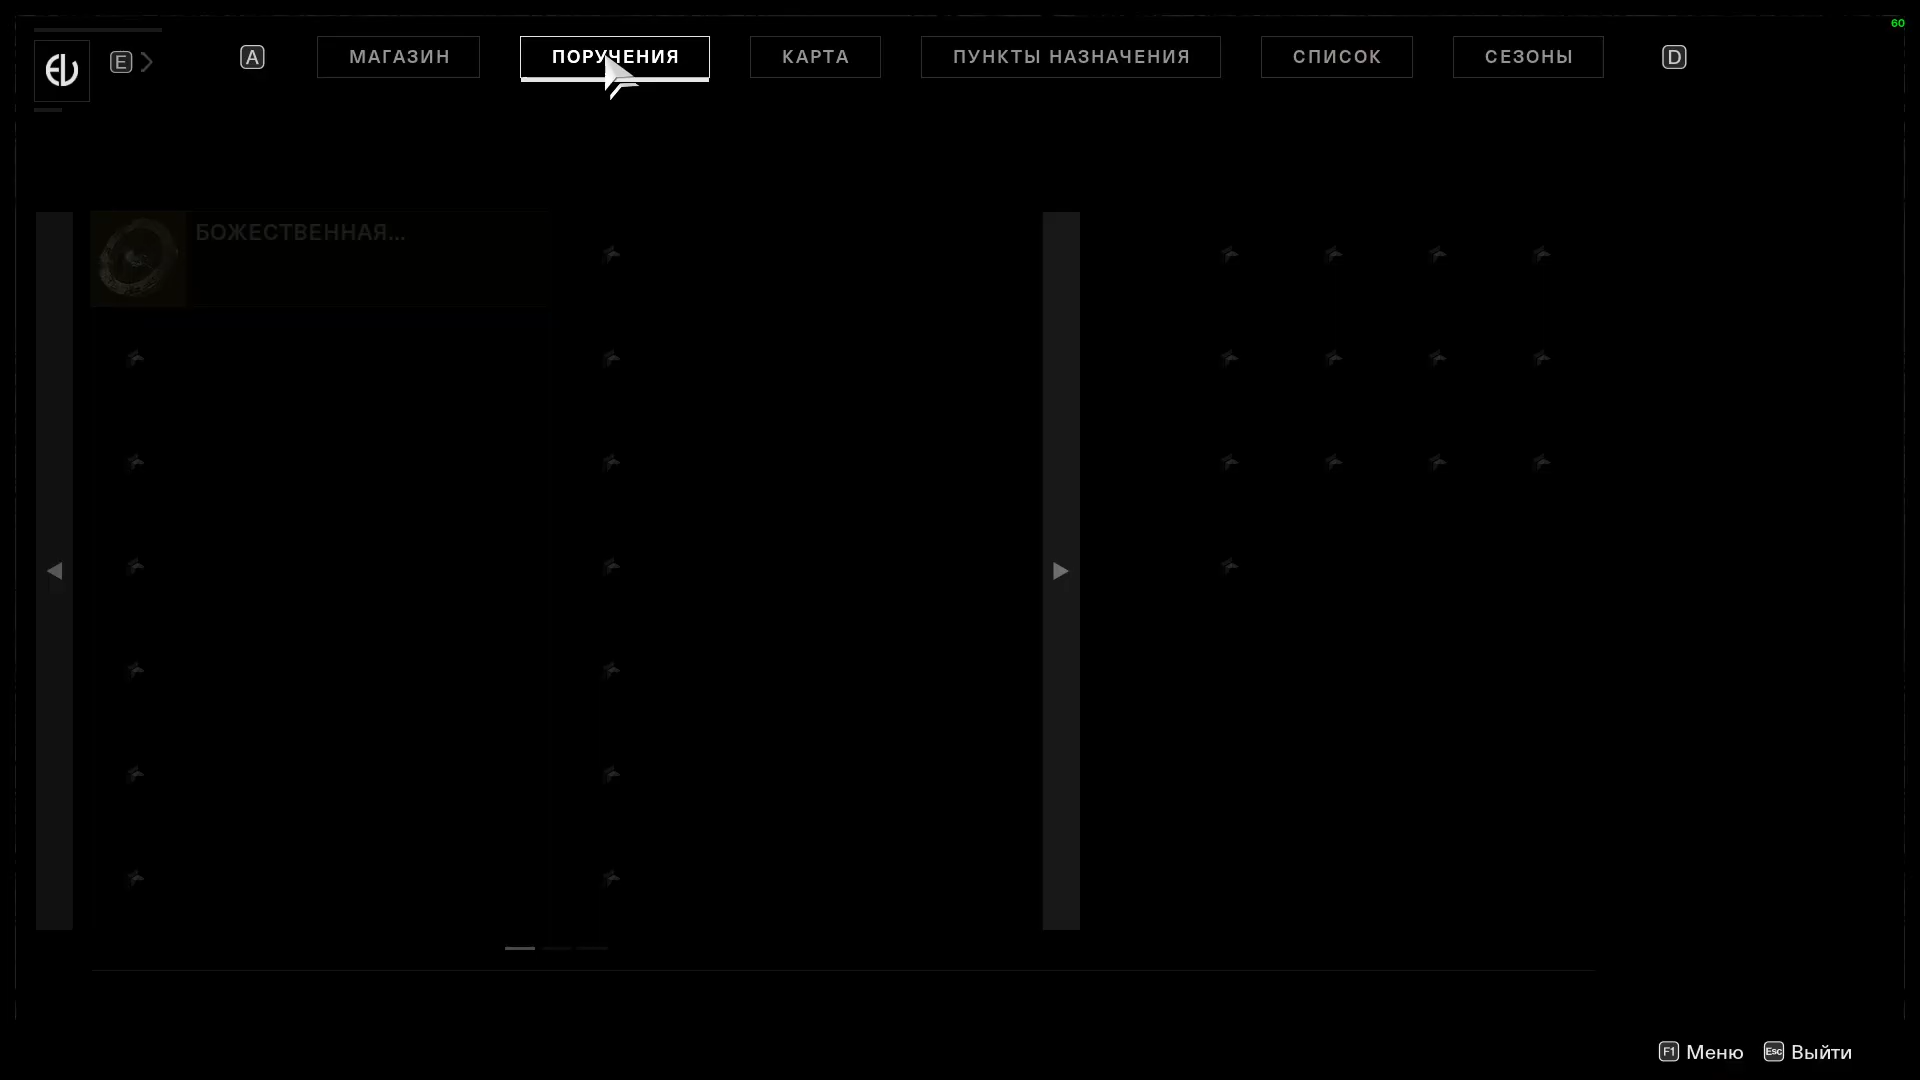 60
E
A
МАГАЗИН
ПОРУЧЕНИЯ
КАРТА
ПУНКТЫ НАЗНАЧЕНИЯ
СПИСОК
СЕЗОНЫ
D
БОЖЕСТВЕННАЯ...
F1 Меню
Esc Выйти